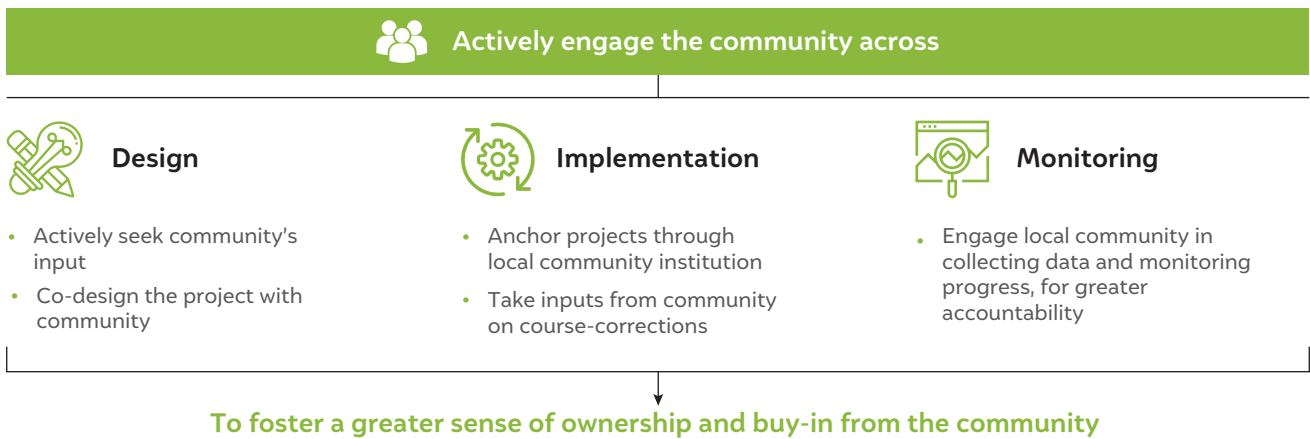 Actively engage the community across
Design
• Actively seek community's
input
• Co-design the project with
community
Implementation
• Anchor projects through
local community institution
• Take inputs from community
on course-corrections
Monitoring
• Engage local community in
collecting data and monitoring
progress, for greater
accountability
To foster a greater sense of ownership and buy-in from the community